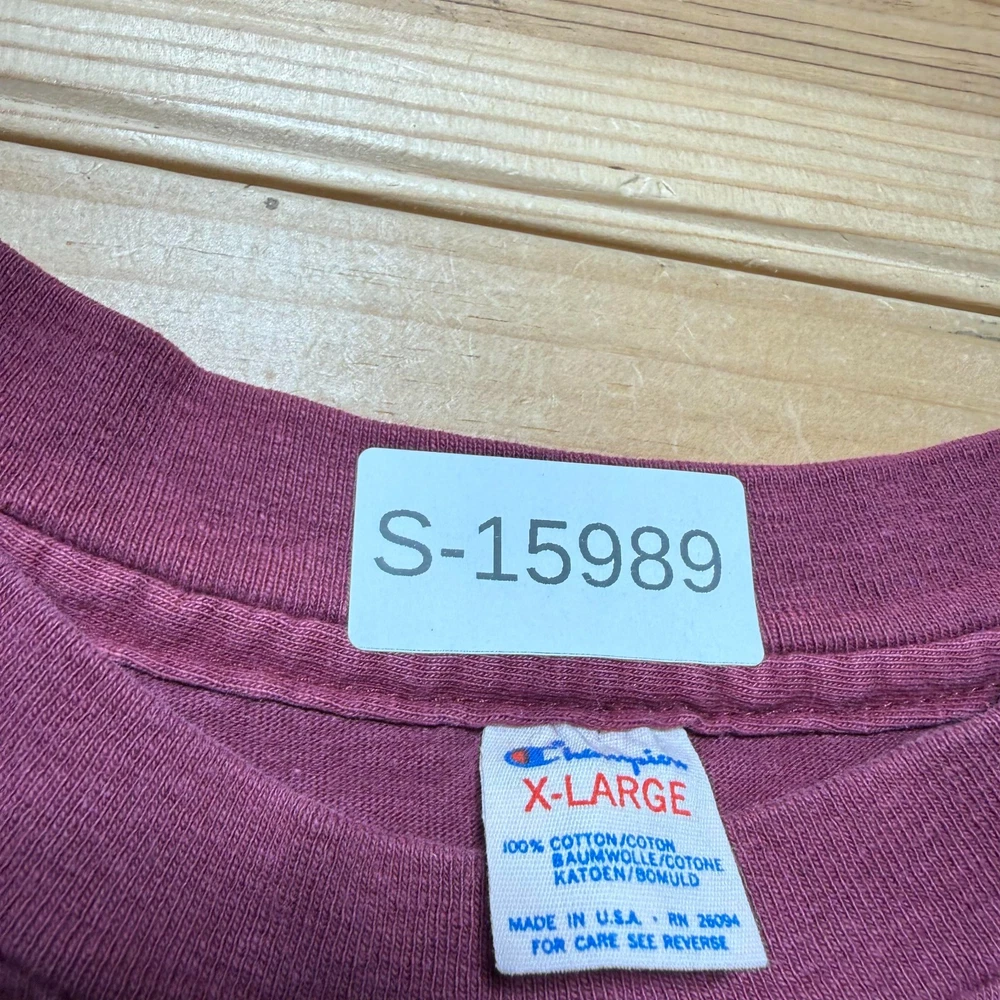 S-15989
Champion
X-LARGE
100% COTTON/COTON
BAUMWOLLE/COTONE
KATOEN/BOMULD
MADE IN U.S.A. · RN 26094
FOR CARE SEE REVERSE